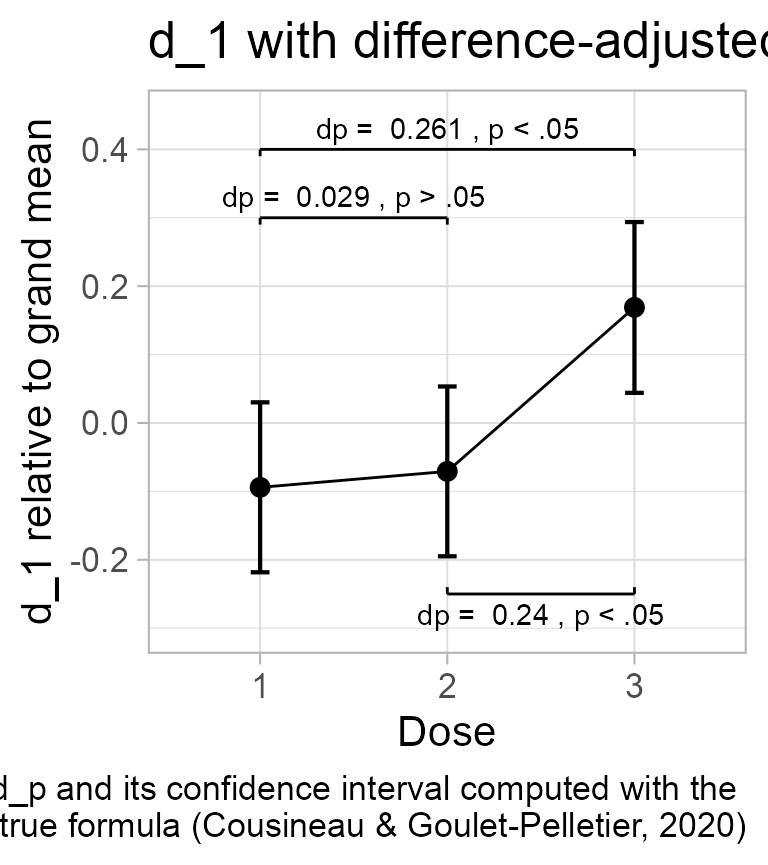 d_1 with difference-adjusted
dp = 0.261 , p < .05
dp = 0.029 , p > .05
dp = 0.24 , p < .05
0.4
0.2
0.0
-0.2
d_1 relative to grand mean
1 2 3
Dose
d_p and its confidence interval computed with the
true formula (Cousineau & Goulet-Pelletier, 2020)